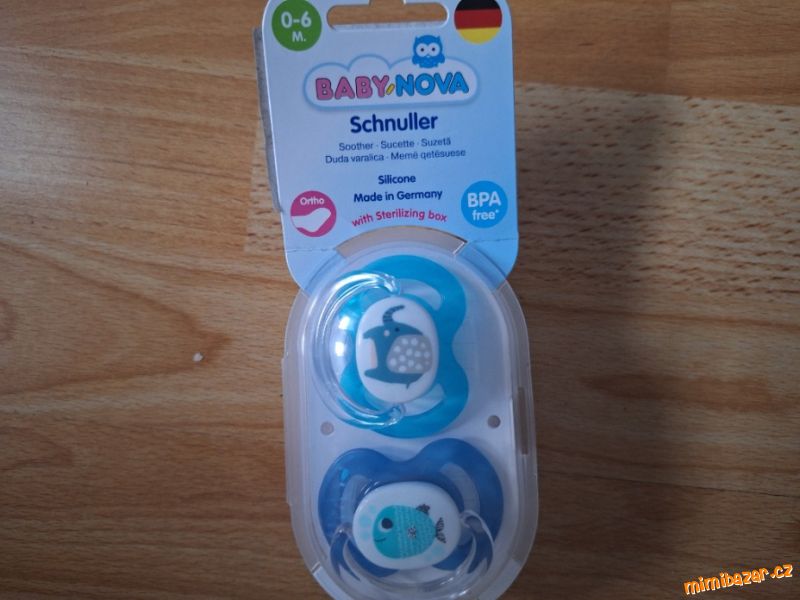 0-6
M.
BABY NOVA
Schnuller
Soother · Sucette · Suzetă
Duda varalica · Memë qetësuese
Silicone
Made in Germany
Ortho
with Sterilizing box
BPA
free*
mimibazar.cz